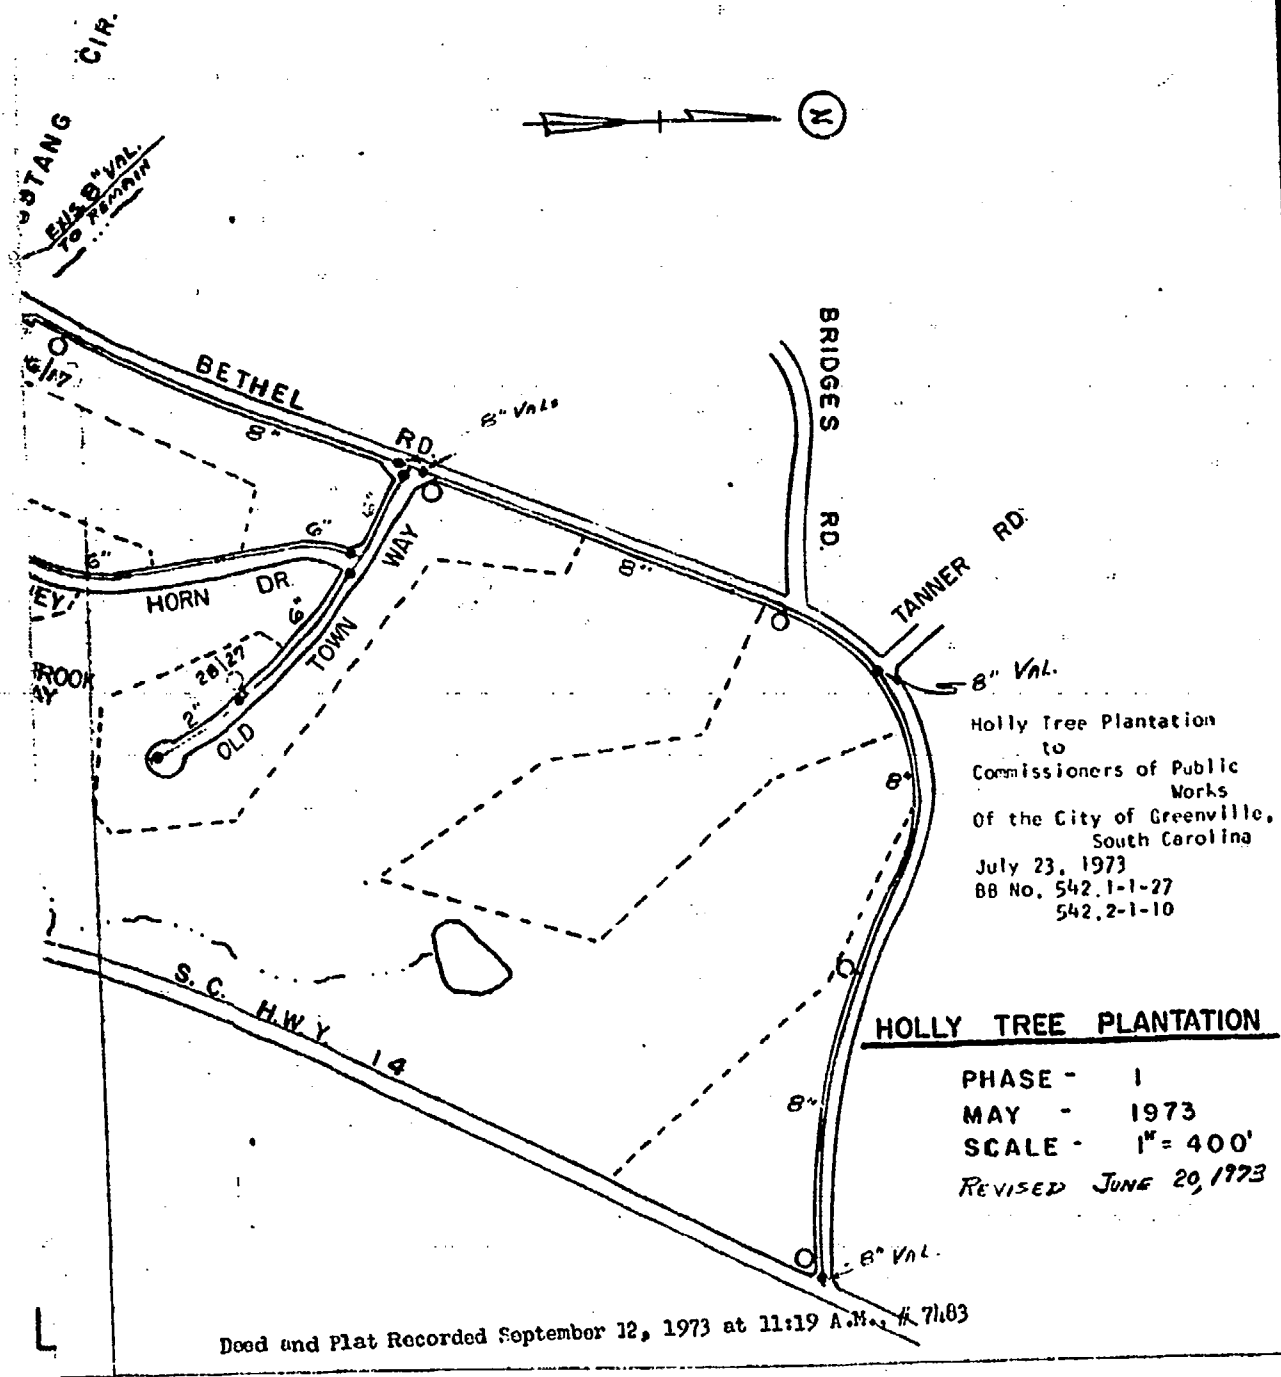 CIR.
EXIS. 8" VAL.
TO REMAIN
N
BETHEL RD.
8"
8" VAL.
BRIDGES RD.
TANNER RD.
8" VAL.
6/17
6"
6"
6"
HORN DR.
6"
8"
28/27
2"
OLD TOWN WAY
8"
Holly Tree Plantation
to
Commissioners of Public
Works
Of the City of Greenville,
South Carolina
July 23, 1973
BB No. 542.1-1-27
542.2-1-10
S. C. H.W.Y. 14
HOLLY TREE PLANTATION
PHASE - 1
MAY - 1973
SCALE - 1" = 400'
REVISED JUNE 20, 1973
8"
8" VAL.
Deed and Plat Recorded September 12, 1973 at 11:19 A.M., # 7483